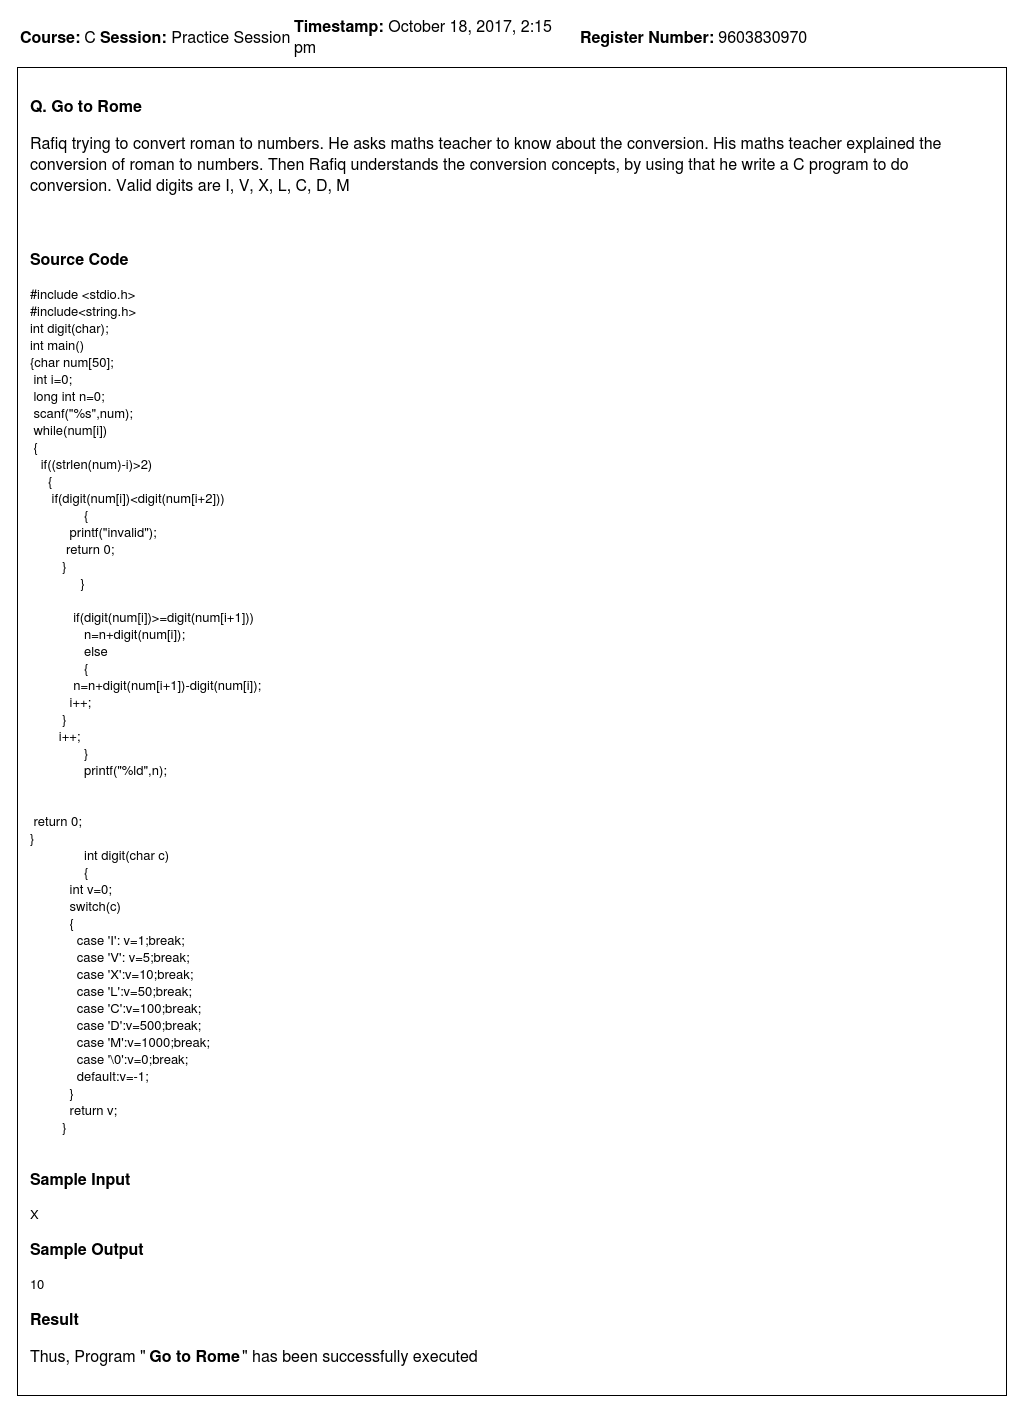 Course: C Session: Practice Session Timestamp: October 18, 2017, 2:15 pm Register Number: 9603830970
Q. Go to Rome
Rafiq trying to convert roman to numbers. He asks maths teacher to know about the conversion. His maths teacher explained the
conversion of roman to numbers. Then Rafiq understands the conversion concepts, by using that he write a C program to do
conversion. Valid digits are I, V, X, L, C, D, M
Source Code
#include <stdio.h>
#include<string.h>
int digit(char);
int main()
{char num[50];
int i=0;
long int n=0;
scanf("%s",num);
while(num[i])
{
if((strlen(num)-i)>2)
{
if(digit(num[i])<digit(num[i+2]))
{
printf("invalid");
return 0;
}
}
if(digit(num[i])>=digit(num[i+1]))
n=n+digit(num[i]);
else
{
n=n+digit(num[i+1])-digit(num[i]);
i++;
}
i++;
}
printf("%ld",n);
return 0;
}
int digit(char c)
{
int v=0;
switch(c)
{
case 'I': v=1;break;
case 'V': v=5;break;
case 'X':v=10;break;
case 'L':v=50;break;
case 'C':v=100;break;
case 'D':v=500;break;
case 'M':v=1000;break;
case '\0':v=0;break;
default:v=-1;
}
return v;
}
Sample Input
X
Sample Output
10
Result
Thus, Program " Go to Rome" has been successfully executed